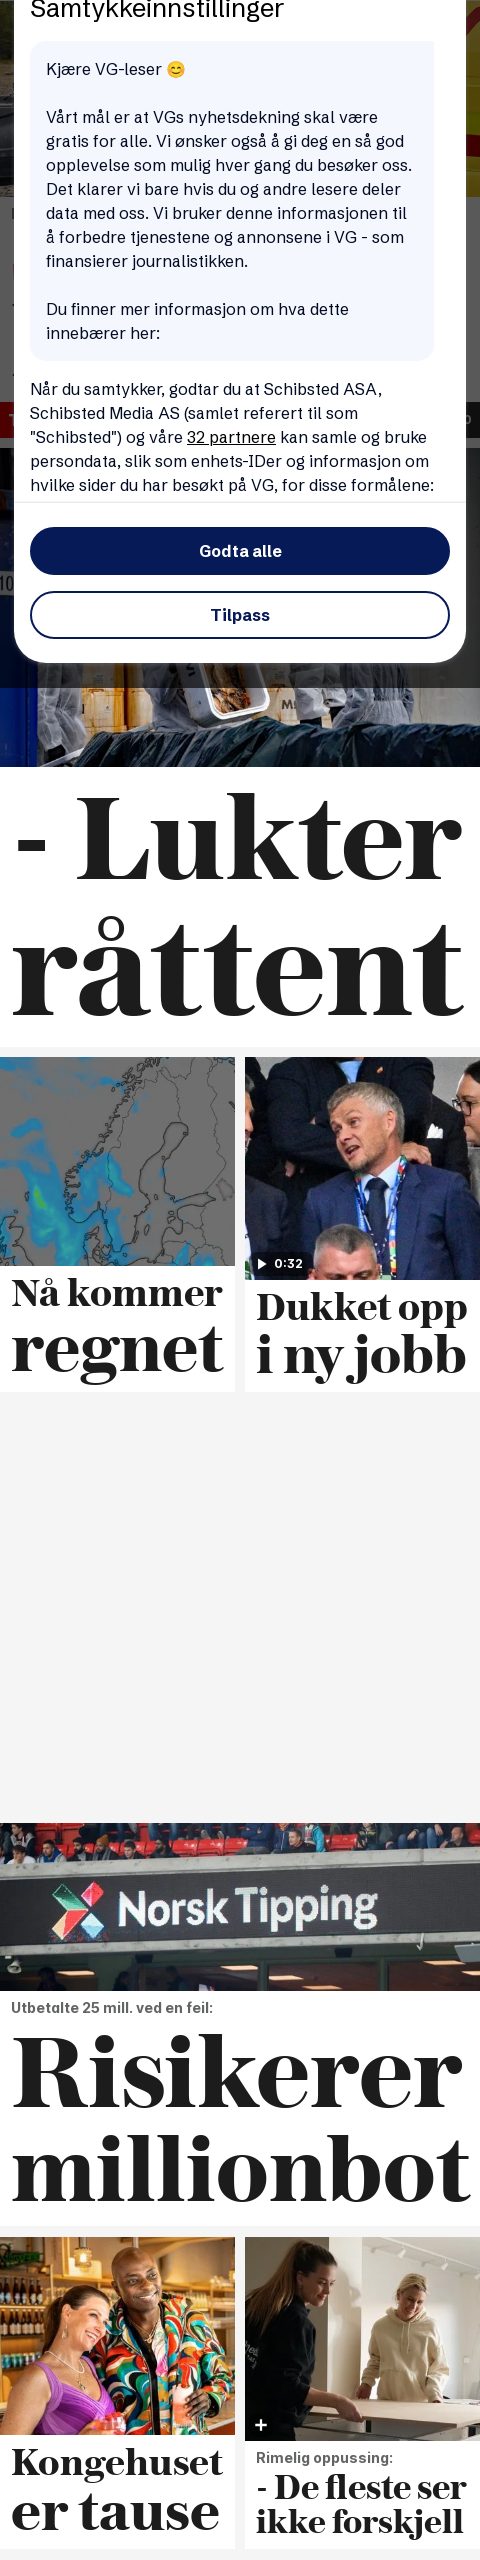 Samtykkeinnstillinger
Kjære VG-leser 😊
Vårt mål er at VGs nyhetsdekning skal være
gratis for alle. Vi ønsker også å gi deg en så god
opplevelse som mulig hver gang du besøker oss.
Det klarer vi bare hvis du og andre lesere deler
data med oss. Vi bruker denne informasjonen til
å forbedre tjenestene og annonsene i VG - som
finansierer journalistikken.
Du finner mer informasjon om hva dette
innebærer her:
Når du samtykker, godtar du at Schibsted ASA,
Schibsted Media AS (samlet referert til som
"Schibsted") og våre 32 partnere kan samle og bruke
persondata, slik som enhets-IDer og informasjon om
hvilke sider du har besøkt på VG, for disse formålene:
Godta alle
Tilpass
- Lukter
råttent
0:32
Nå kommer
regnet
Dukket opp
i ny jobb
Norsk Tipping
Utbetalte 25 mill. ved en feil:
Risikerer
millionbot
Kongehuset
er tause
Rimelig oppussing:
- De fleste ser
ikke forskjell